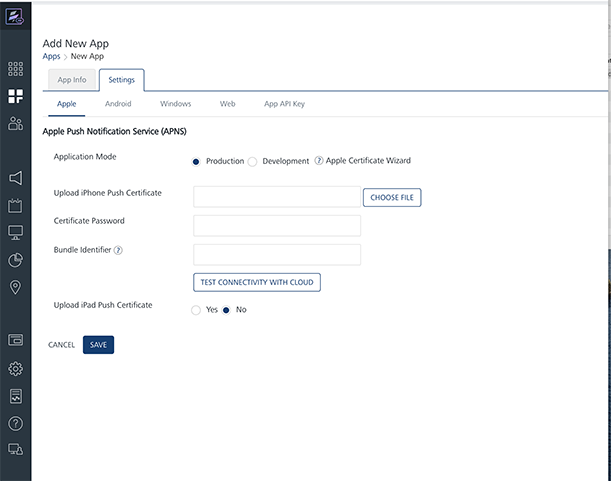 Add New App
Apps > New App
App Info Settings
Apple Android Windows Web App API Key
Apple Push Notification Service (APNS)
Application Mode Production Development ? Apple Certificate Wizard
Upload iPhone Push Certificate CHOOSE FILE
Certificate Password
Bundle Identifier ?
TEST CONNECTIVITY WITH CLOUD
Upload iPad Push Certificate Yes No
CANCEL SAVE